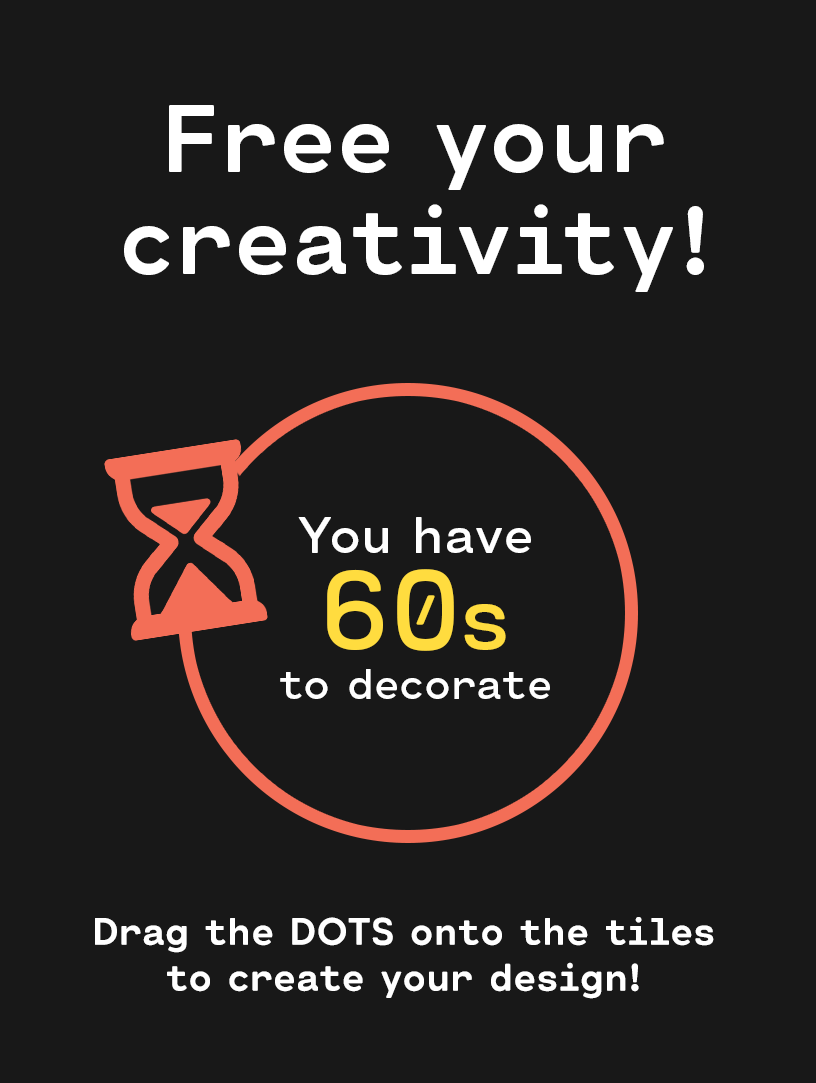 Free your
creativity!
You have
60s
to decorate
Drag the DOTS onto the tiles
to create your design!